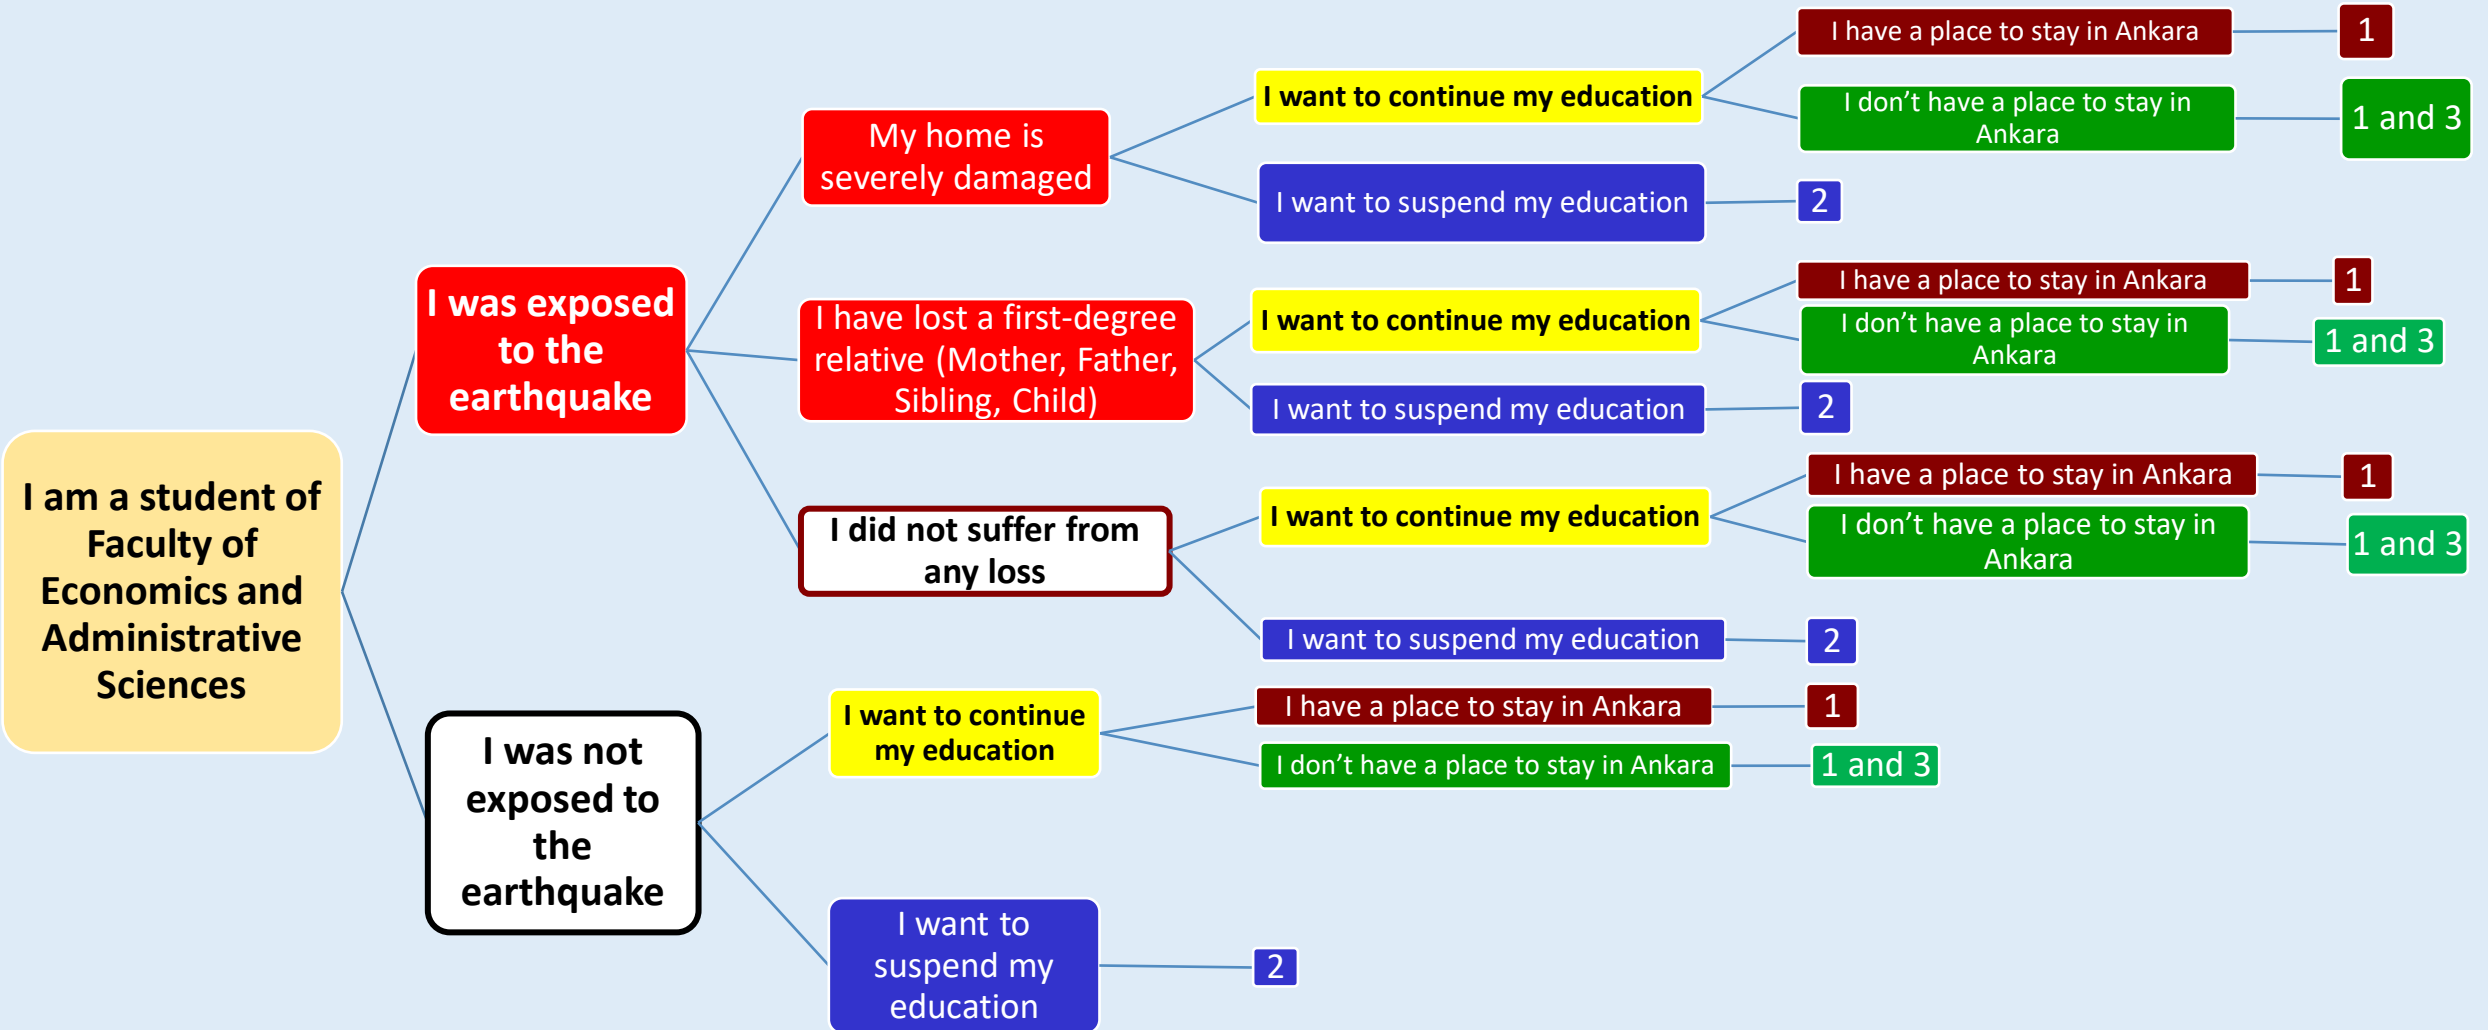 I am a student of
Faculty of
Economics and
Administrative
Sciences
I was exposed
to the
earthquake
My home is
severely damaged
I want to continue my education
I have a place to stay in Ankara
1
I don’t have a place to stay in
Ankara
1 and 3
I want to suspend my education
2
I have lost a first-degree
relative (Mother, Father,
Sibling, Child)
I want to continue my education
I have a place to stay in Ankara
1
I don’t have a place to stay in
Ankara
1 and 3
I want to suspend my education
2
I did not suffer from
any loss
I want to continue my education
I have a place to stay in Ankara
1
I don’t have a place to stay in
Ankara
1 and 3
I want to suspend my education
2
I was not
exposed to
the
earthquake
I want to continue
my education
I have a place to stay in Ankara
1
I don’t have a place to stay in Ankara
1 and 3
I want to
suspend my
education
2